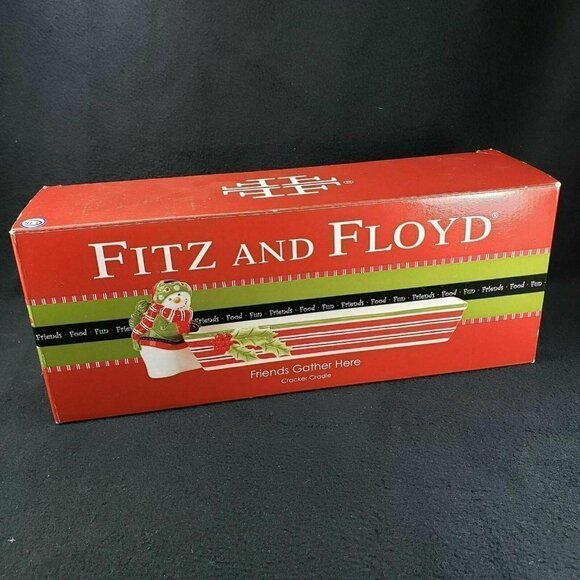 FITZ AND FLOYD®
Friends · Food · Fun · Friends · Food · Fun · Friends · Food · Fun · Friends · Food · Fun · Friends · Food · Fun
Friends Gather Here
Cracker Cradle